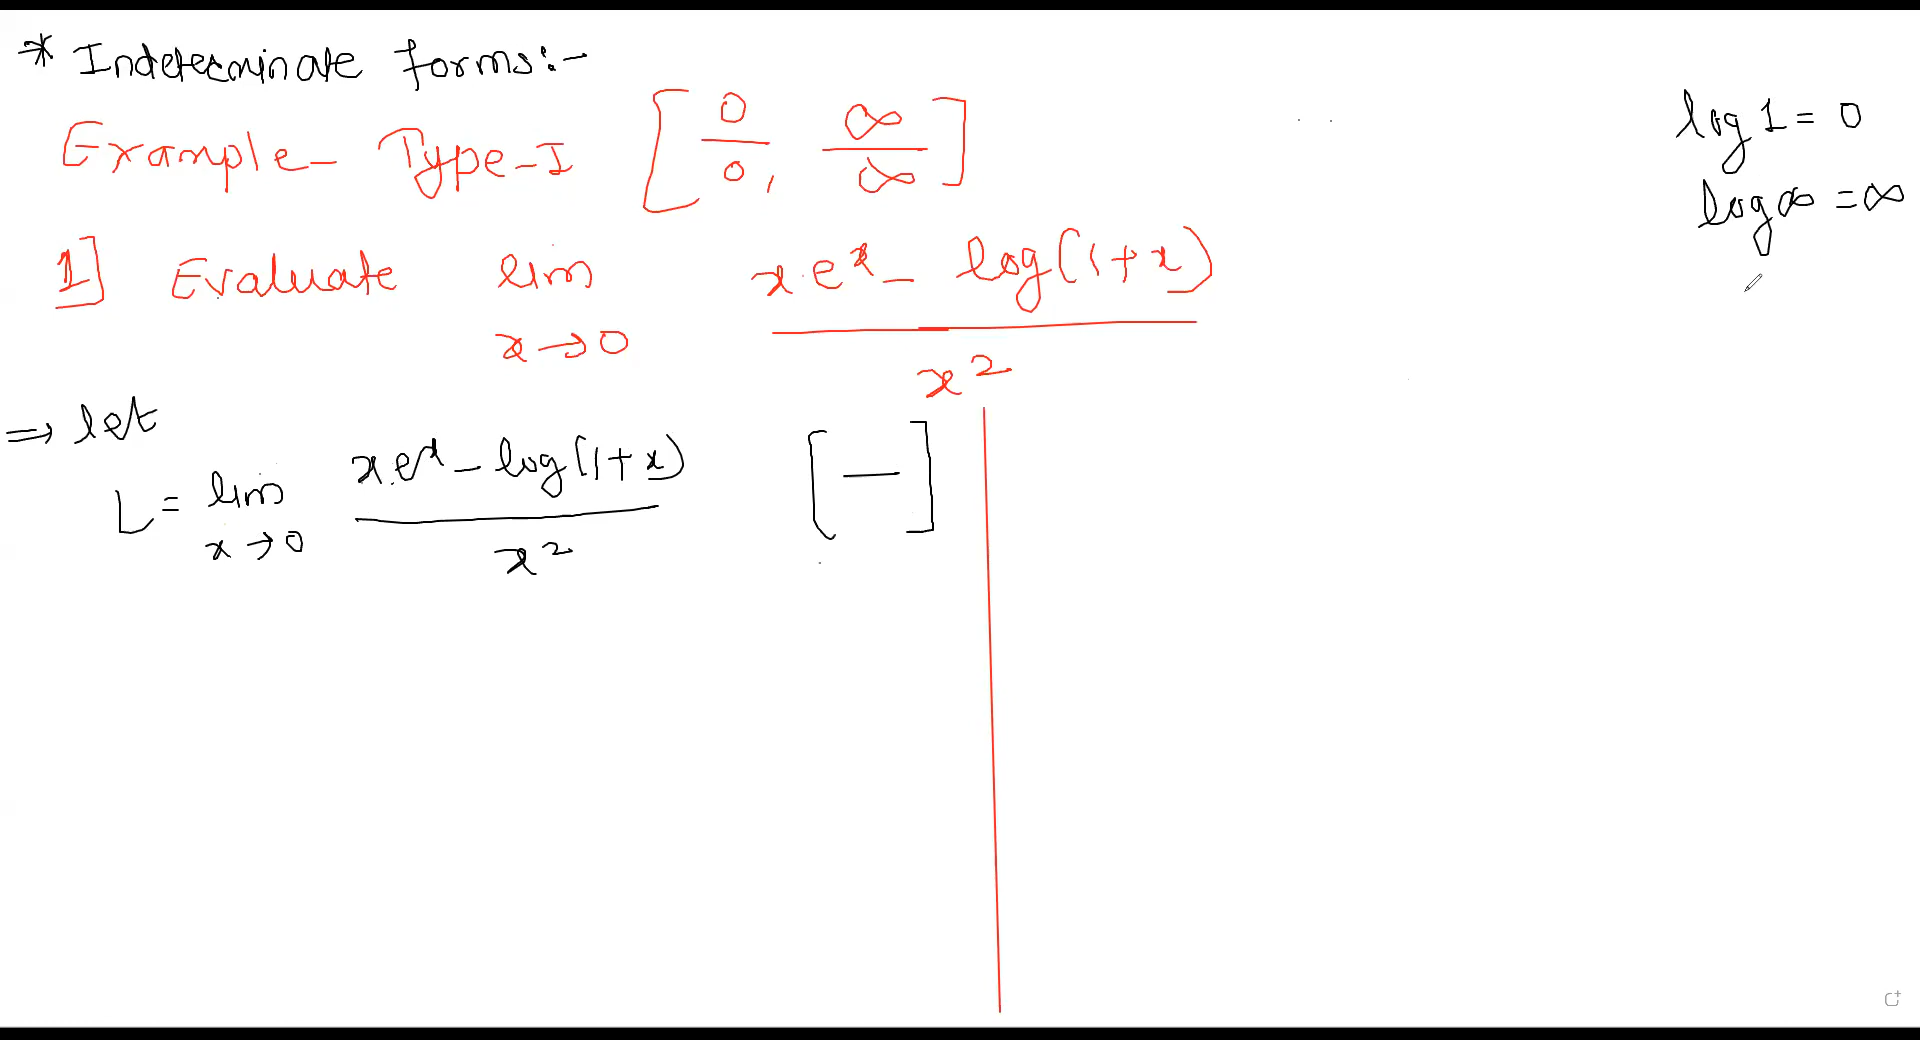 * Indeterminate forms:-
Example- Type-I [0/0, ∞/∞]
1] Evaluate lim x→0 (x.e^x - log(1+x))/x^2
⇒ let
L = lim x→0 (x.e^x - log(1+x))/x^2 [—]
log 1 = 0
log ∞ = ∞